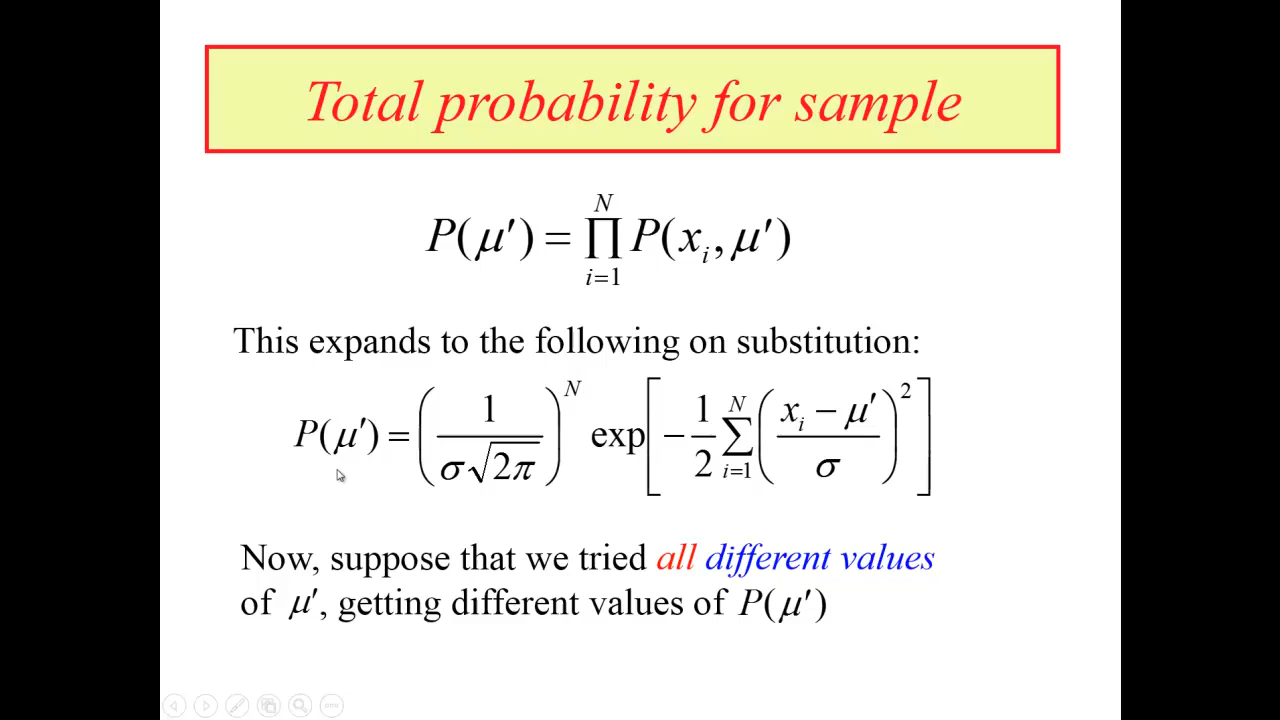 Total probability for sample
P(μ′) = ∏_{i=1}^{N} P(x_i, μ′)
This expands to the following on substitution:
P(μ′) = (1 / (σ√(2π)))^N exp[ −(1/2) ∑_{i=1}^{N} ((x_i − μ′) / σ)^2 ]
Now, suppose that we tried all different values
of μ′, getting different values of P(μ′)